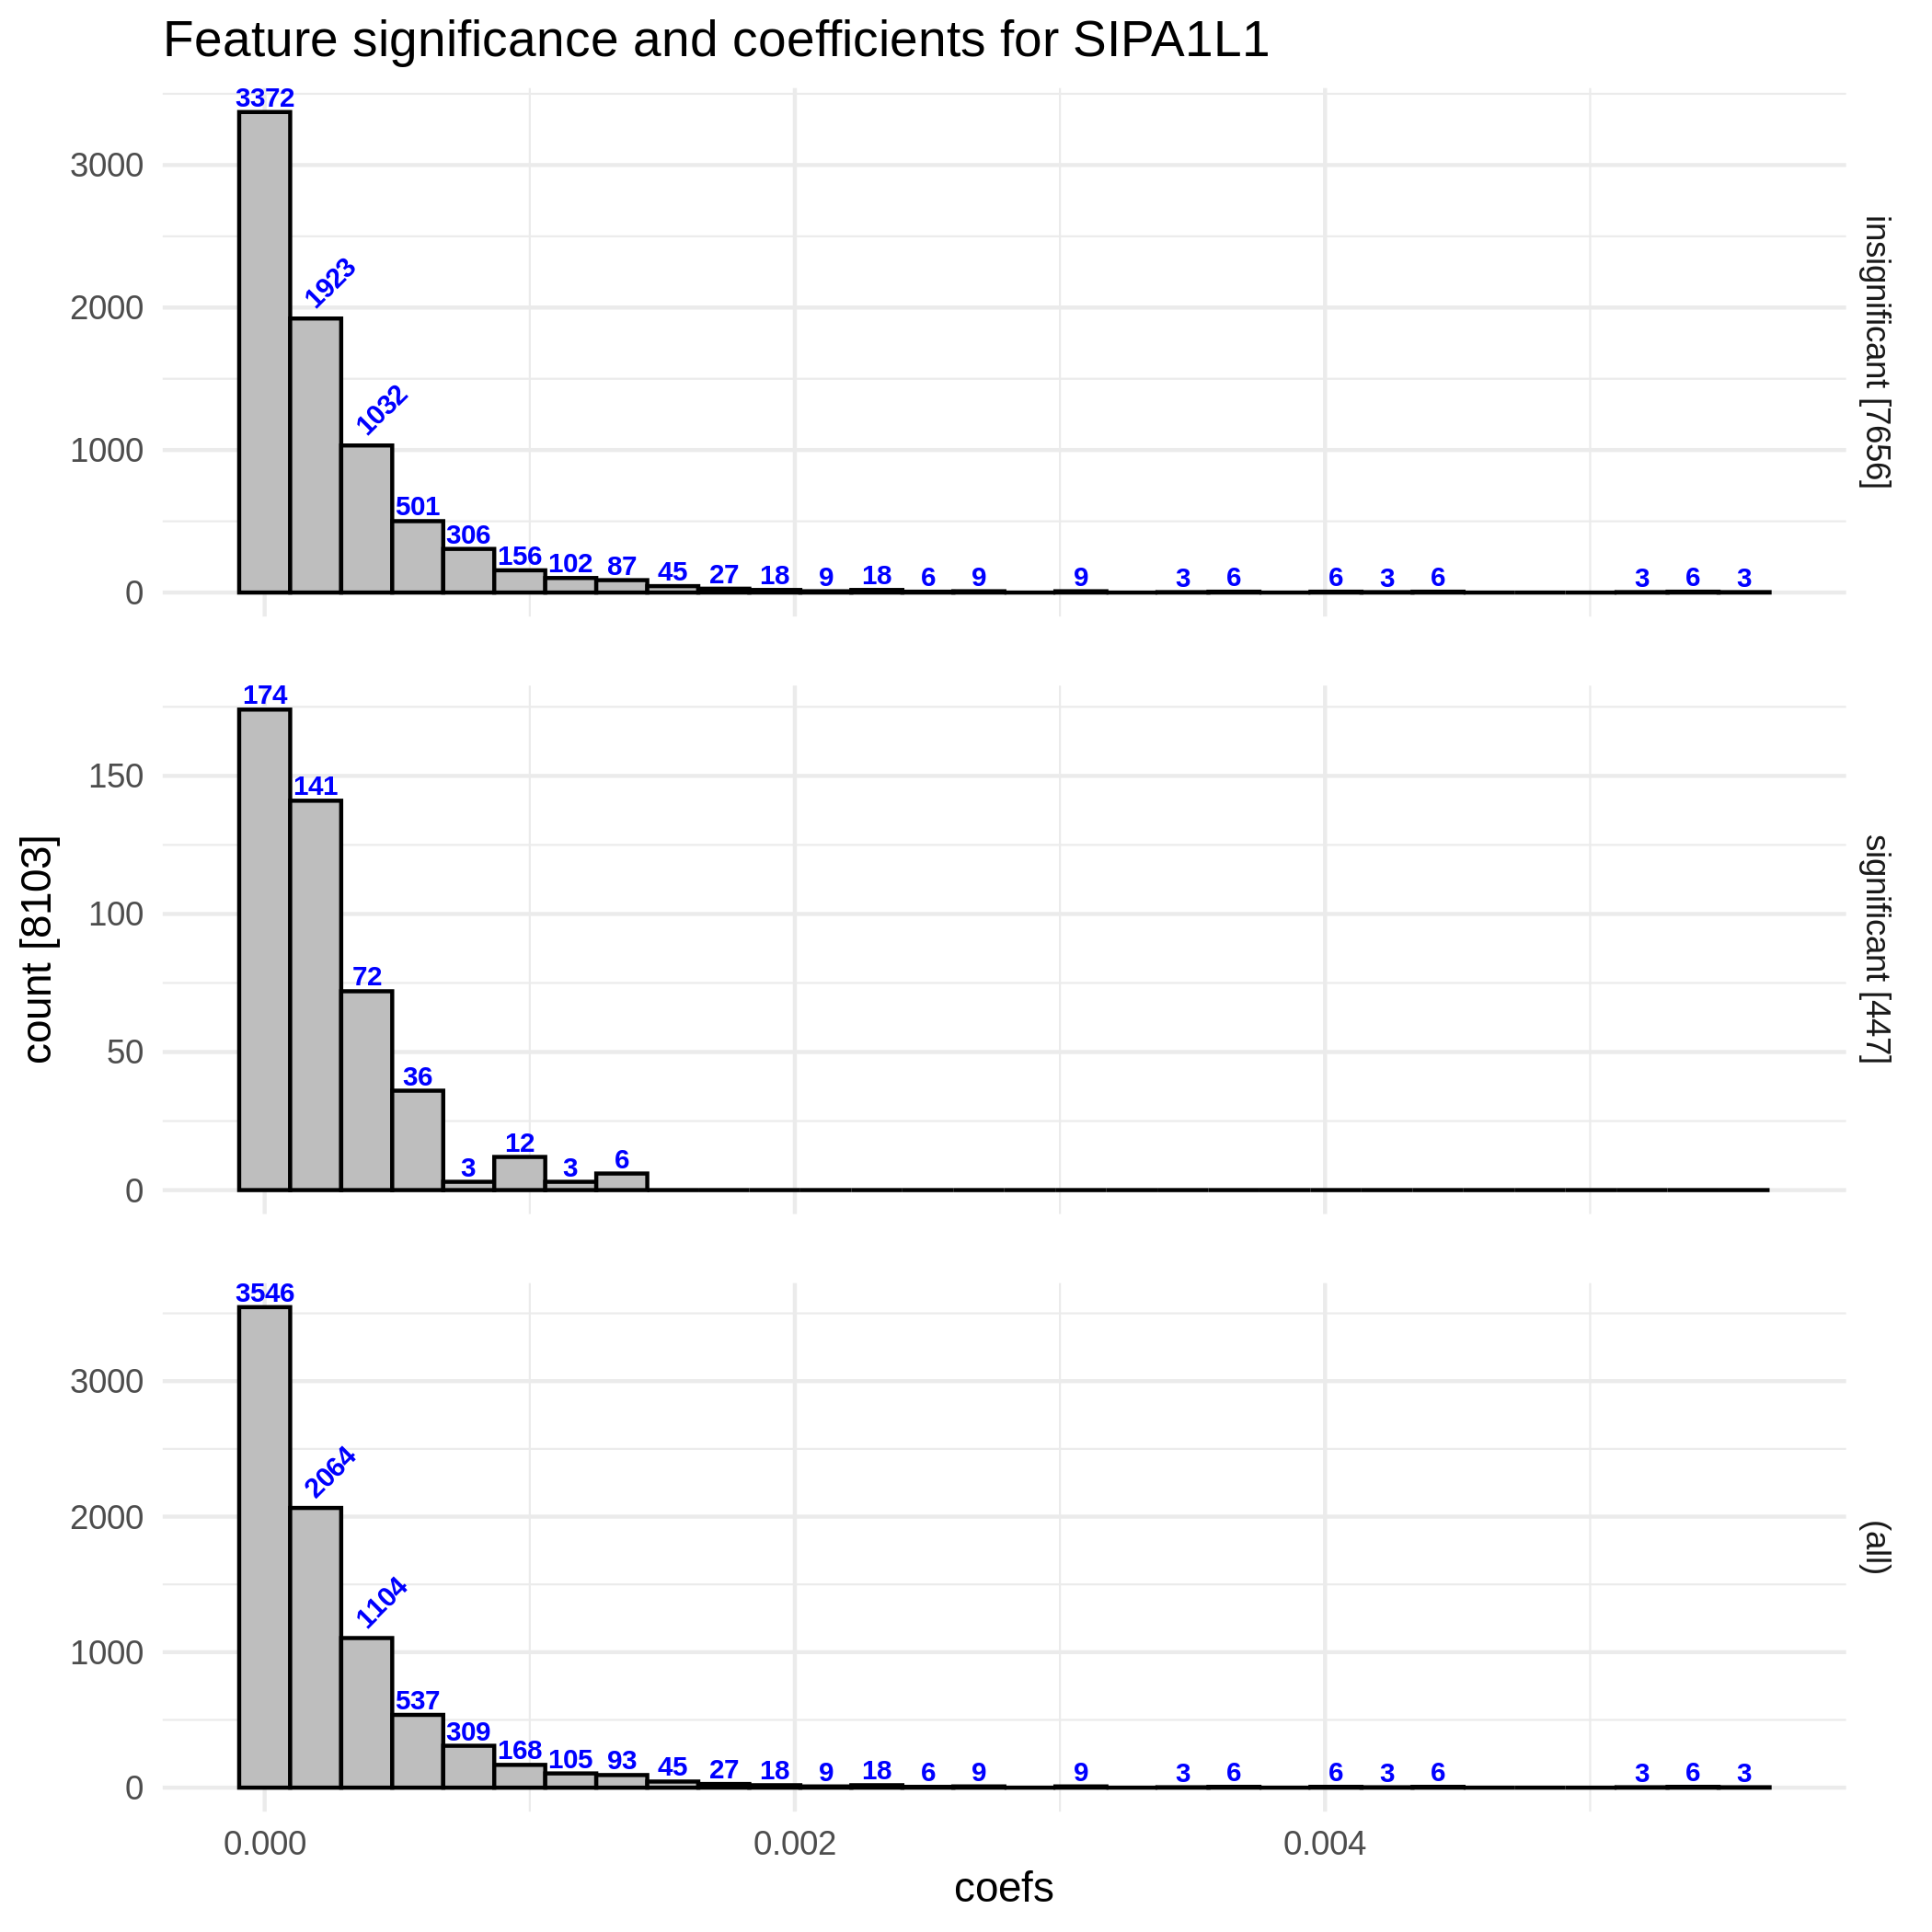 Feature significance and coefficients for SIPA1L1
3372
3000
1923
2000
1032
1000
501
306
156 102 87 45 27 18 9 18 6 9 9 3 6 6 3 6 3 6 3
0
insignificant [7656]
174
150
141
100
72
50
36
3 12 3 6
0
significant [447]
count [8103]
3546
3000
2064
2000
1104
1000
537
309
168 105 93 45 27 18 9 18 6 9 9 3 6 6 3 6 3 6 3
0
(all)
0.000 0.002 0.004
coefs